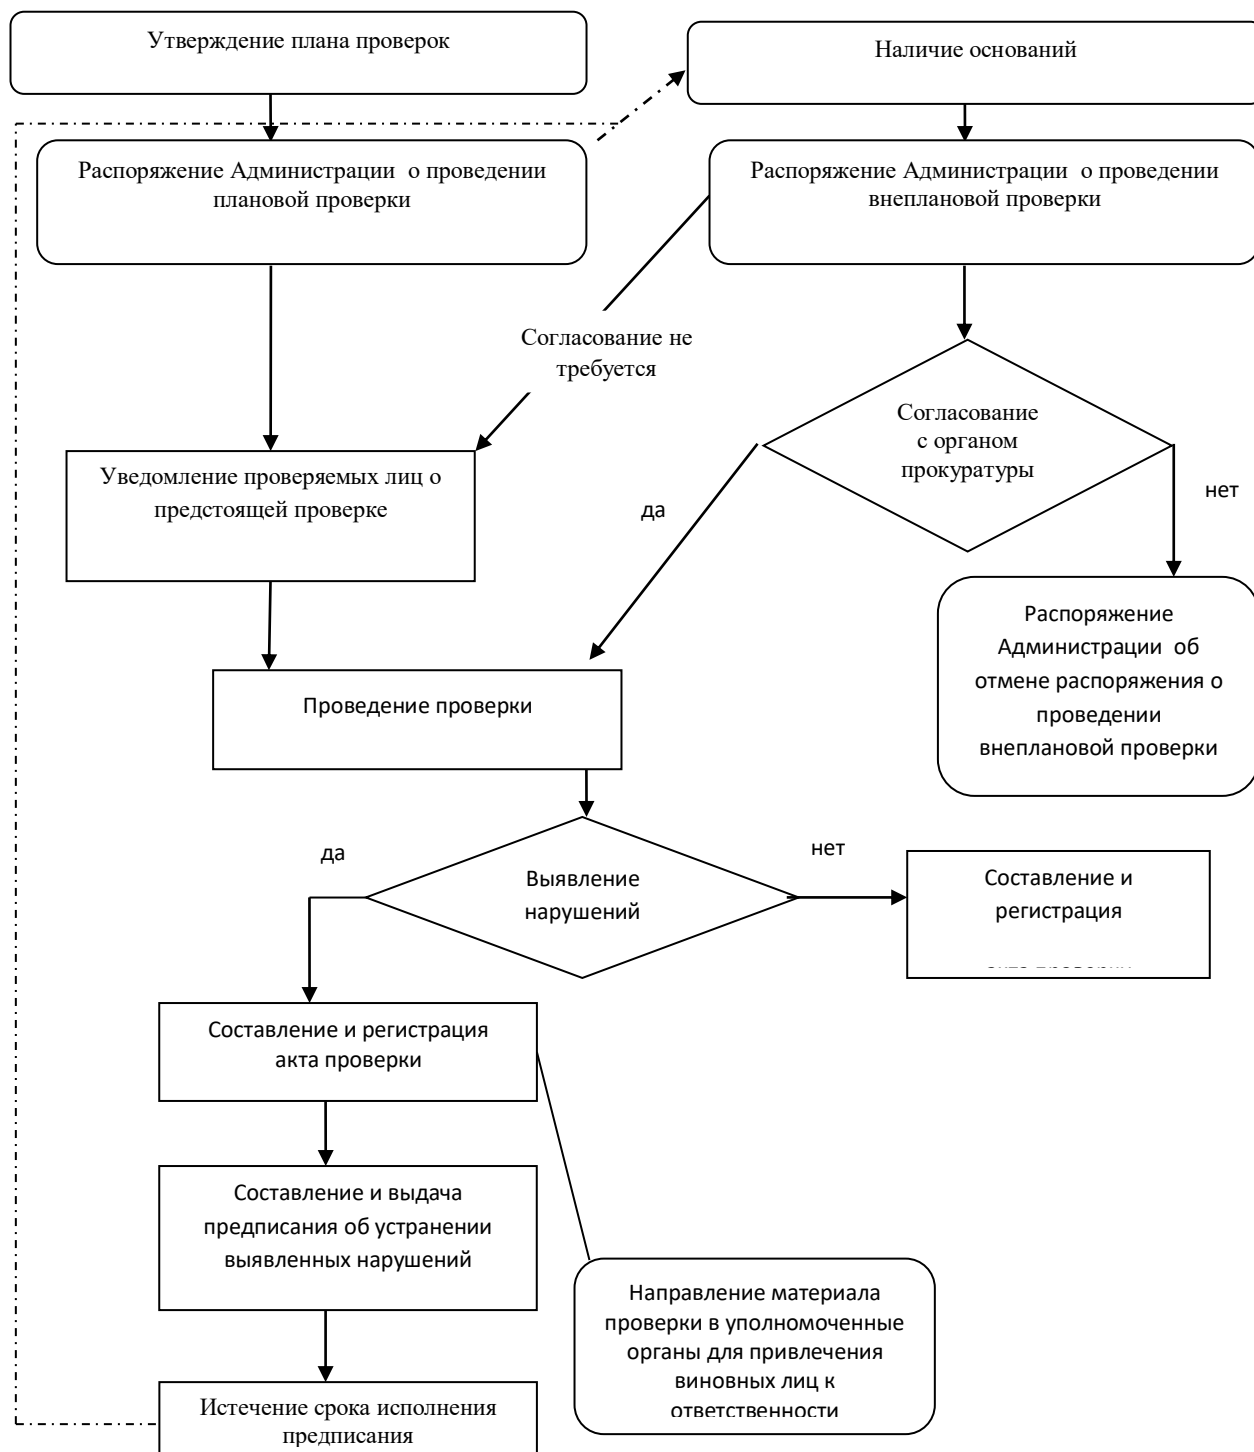 Утверждение плана проверок
Наличие оснований
Распоряжение Администрации о проведении
плановой проверки
Распоряжение Администрации о проведении
внеплановой проверки
Согласование не
требуется
Согласование
с органом
прокуратуры
Уведомление проверяемых лиц о
предстоящей проверке
да
нет
Распоряжение
Администрации об
отмене распоряжения о
проведении
внеплановой проверки
Проведение проверки
да
нет
Выявление
нарушений
Составление и
регистрация
Составление и регистрация
акта проверки
Составление и выдача
предписания об устранении
выявленных нарушений
Направление материала
проверки в уполномоченные
органы для привлечения
виновных лиц к
ответственности
Истечение срока исполнения
предписания